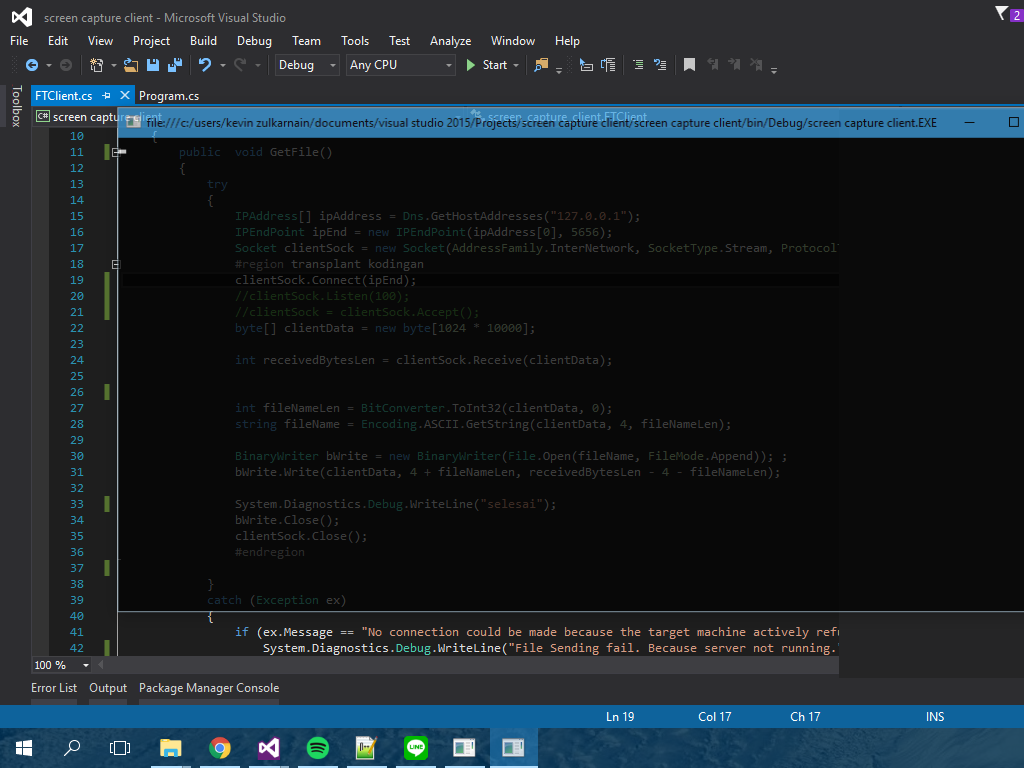 screen capture client - Microsoft Visual Studio
2
File Edit View Project Build Debug Team Tools Test Analyze Window Help
Debug Any CPU Start
Toolbox
FTClient.cs Program.cs
C# screen capture client screen_capture_client.FTClient
file:///c:/users/kevin zulkarnain/documents/visual studio 2015/Projects/screen capture client/screen capture client/bin/Debug/screen capture client.EXE
10 {
11 public void GetFile()
12 {
13 try
14 {
15 IPAddress[] ipAddress = Dns.GetHostAddresses("127.0.0.1");
16 IPEndPoint ipEnd = new IPEndPoint(ipAddress[0], 5656);
17 Socket clientSock = new Socket(AddressFamily.InterNetwork, SocketType.Stream, Protocol
18 #region transplant kodingan
19 clientSock.Connect(ipEnd);
20 //clientSock.Listen(100);
21 //clientSock = clientSock.Accept();
22 byte[] clientData = new byte[1024 * 10000];
23
24 int receivedBytesLen = clientSock.Receive(clientData);
25
26
27 int fileNameLen = BitConverter.ToInt32(clientData, 0);
28 string fileName = Encoding.ASCII.GetString(clientData, 4, fileNameLen);
29
30 BinaryWriter bWrite = new BinaryWriter(File.Open(fileName, FileMode.Append)); ;
31 bWrite.Write(clientData, 4 + fileNameLen, receivedBytesLen - 4 - fileNameLen);
32
33 System.Diagnostics.Debug.WriteLine("selesai");
34 bWrite.Close();
35 clientSock.Close();
36 #endregion
37
38 }
39 catch (Exception ex)
40 {
41 if (ex.Message == "No connection could be made because the target machine actively refu
42 System.Diagnostics.Debug.WriteLine("File Sending fail. Because server not running."
100 %
Error List Output Package Manager Console
Ln 19 Col 17 Ch 17 INS
LINE